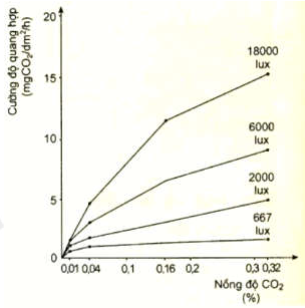 Cường độ quang hợp
(mgCO₂/dm²/h)
20
15
10
5
0
18000
lux
6000
lux
2000
lux
667
lux
0,01 0,04 0,1 0,16 0,2 0,3 0,32
Nồng độ CO₂
(%)